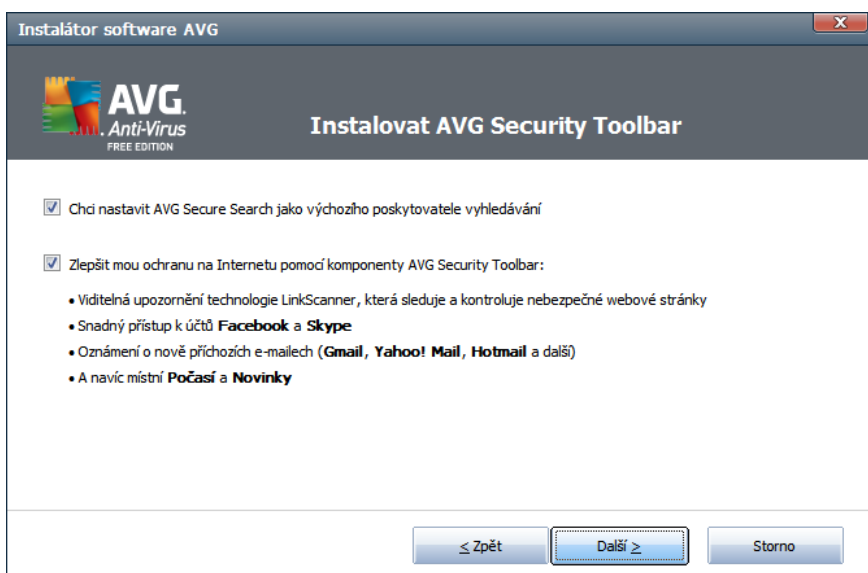 Instalátor software AVG
X
AVG.
Anti-Virus
FREE EDITION
Instalovat AVG Security Toolbar
Chci nastavit AVG Secure Search jako výchozího poskytovatele vyhledávání
Zlepšit mou ochranu na Internetu pomocí komponenty AVG Security Toolbar:
• Viditelná upozornění technologie LinkScanner, která sleduje a kontroluje nebezpečné webové stránky
• Snadný přístup k účtů Facebook a Skype
• Oznámení o nově příchozích e-mailech (Gmail, Yahoo! Mail, Hotmail a další)
• A navíc místní Počasí a Novinky
< Zpět
Další >
Storno